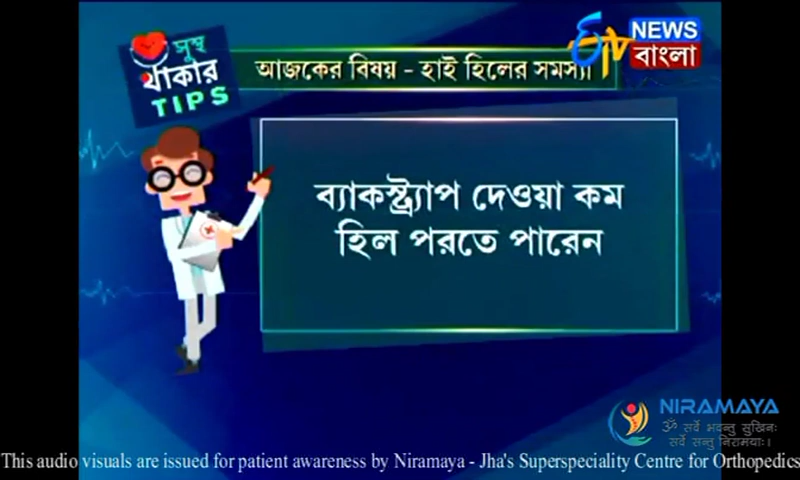 সুস্থ
থাকার
TIPS
আজকের বিষয় - হাই হিলের সমস্যা
ETV NEWS
বাংলা
ব্যাকস্ট্র্যাপ দেওয়া কম
হিল পরতে পারেন
NIRAMAYA
ॐ सर्वे भवन्तु सुखिनः
सर्वे सन्तु निरामयाः।
This audio visuals are issued for patient awareness by Niramaya - Jha's Superspeciality Centre for Orthopedics